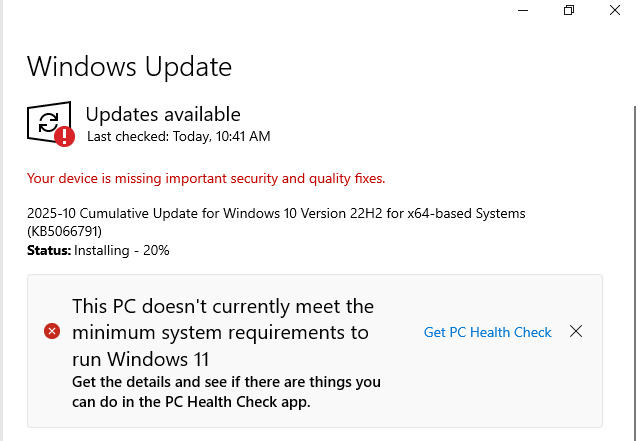 Windows Update
Updates available
Last checked: Today, 10:41 AM
Your device is missing important security and quality fixes.
2025-10 Cumulative Update for Windows 10 Version 22H2 for x64-based Systems
(KB5066791)
Status: Installing - 20%
This PC doesn't currently meet the
minimum system requirements to
run Windows 11
Get the details and see if there are things you
can do in the PC Health Check app.
Get PC Health Check